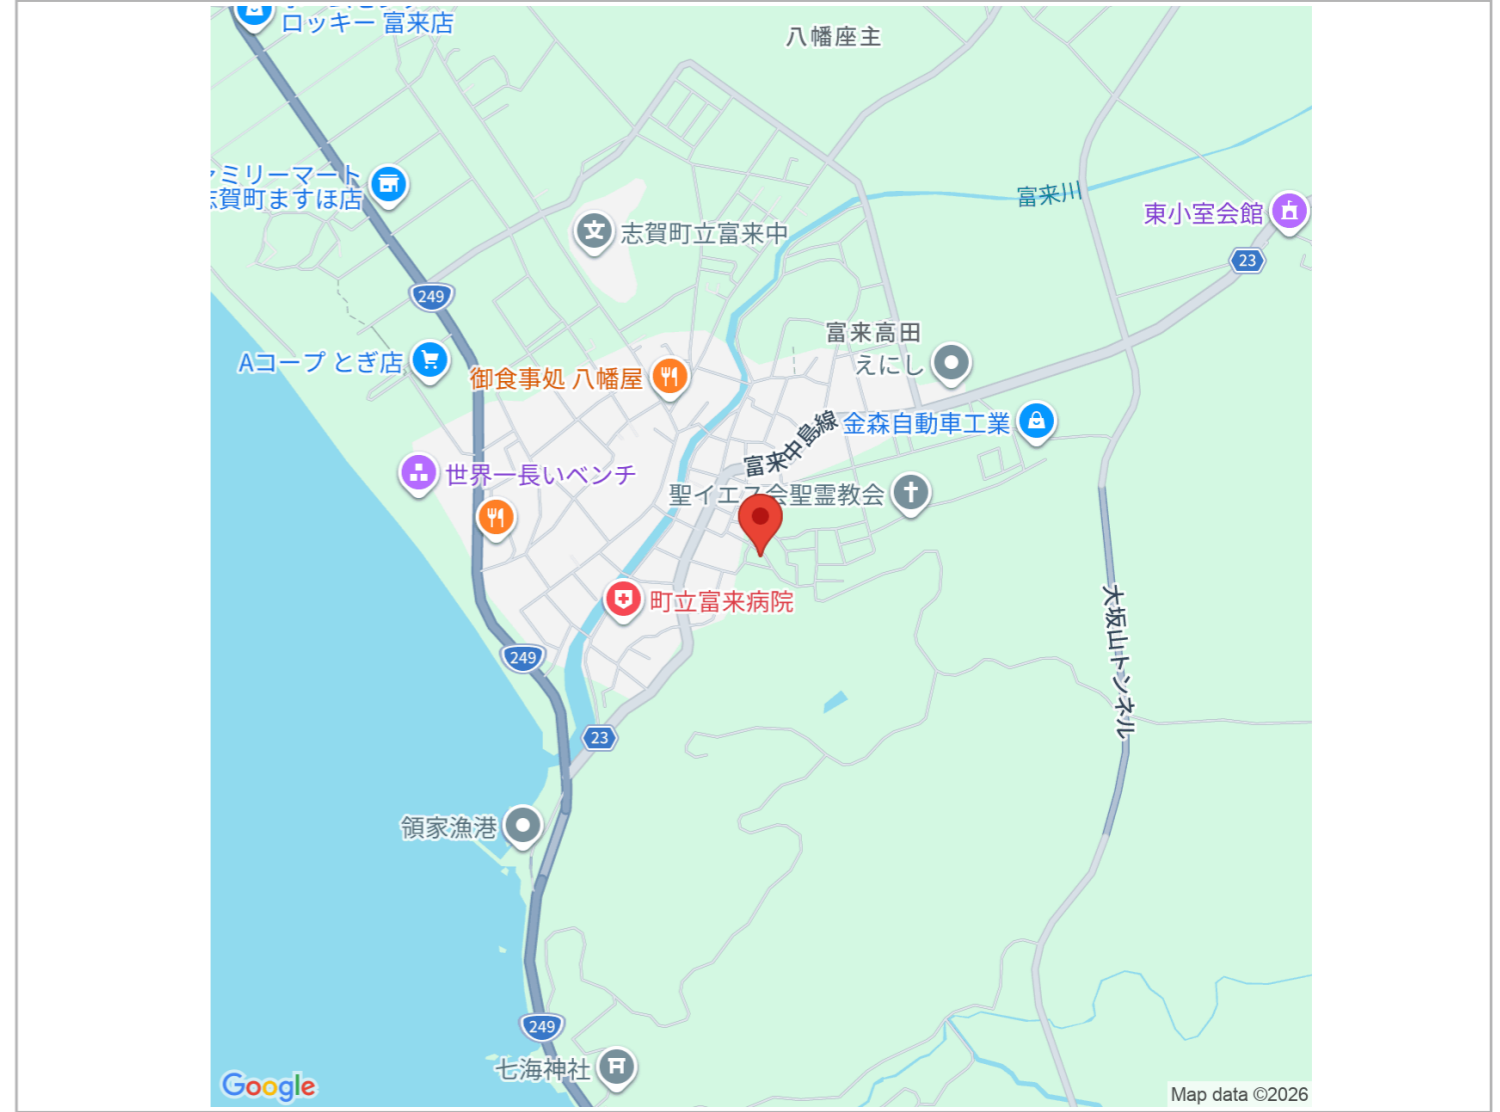 ロッキー 富来店
八幡座主
ミリーマート
志賀町ますほ店
富来川
東小室会館
志賀町立富来中
23
249
富来高田
Aコープ とぎ店
えにし
御食事処 八幡屋
金森自動車工業
富来中島線
世界一長いベンチ
聖イエス会聖霊教会
町立富来病院
大坂山トンネル
249
23
領家漁港
249
七海神社
Google
Map data ©2026